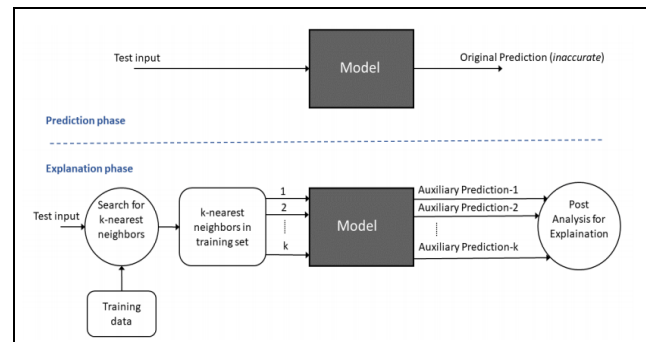 Test input
Model
Original Prediction (inaccurate)
Prediction phase
Explanation phase
Test input
Search for
k-nearest
neighbors
Training
data
k-nearest
neighbors in
training set
1
2
k
Model
Auxiliary Prediction-1
Auxiliary Prediction-2
Auxiliary Prediction-k
Post
Analysis for
Explaination